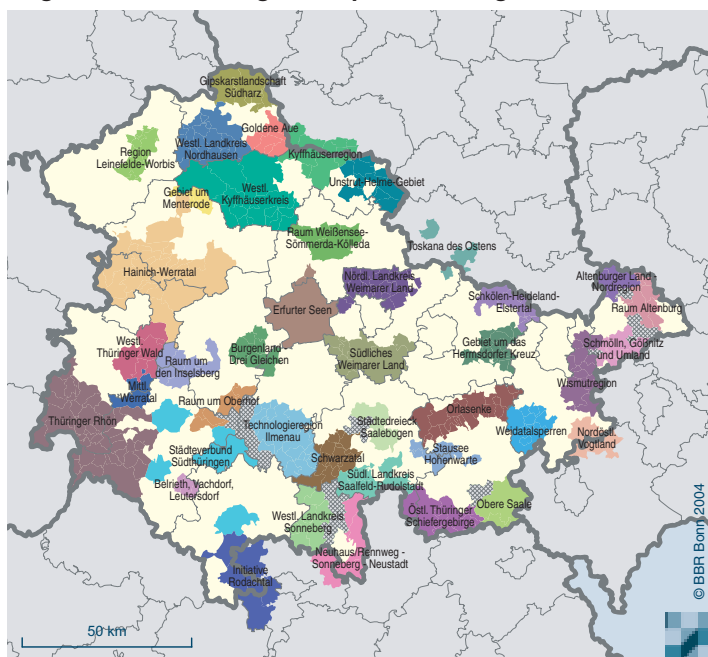 Gipskarstlandschaft
Südharz
Goldene Aue
Westl. Landkreis
Nordhausen
Region
Leinefelde-Worbis
Kyffhäuserregion
Unstrut-Helme-Gebiet
Gebiet um
Menterode
Westl.
Kyffhäuserkreis
Raum Weißensee-
Sömmerda-Kölleda
Toskana des Ostens
Hainich-Werratal
Nördl. Landkreis
Weimarer Land
Altenburger Land -
Nordregion
Schkölen-Heideland-
Elstertal
Raum Altenburg
Erfurter Seen
Westl.
Thüringer Wald
Raum um
den Inselsberg
Burgenland -
Drei Gleichen
Südliches
Weimarer Land
Gebiet um das
Hermsdorfer Kreuz
Schmölln, Gößnitz
und Umland
Wismutregion
Mittl.
Werratal
Raum um Oberhof
Thüringer Rhön
Technologieregion
Ilmenau
Städtedreieck
Saalebogen
Orlasenke
Weidatalsperren
Nordöstl.
Vogtland
Städteverbund
Südthüringen
Schwarzatal
Stausee
Hohenwarte
Belrieth, Vachdorf,
Leutersdorf
Südl. Landkreis
Saalfeld-Rudolstadt
Westl. Landkreis
Sonneberg
Östl. Thüringer
Schiefergebirge
Obere Saale
Neuhaus/Rennweg -
Sonneberg - Neustadt
Initiative
Rodachtal
50 km
© BBR Bonn 2004